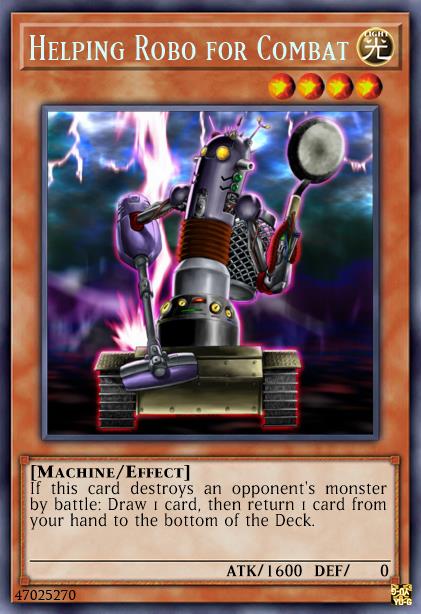 Helping Robo for Combat
LIGHT
光
[Machine/Effect]
If this card destroys an opponent's monster
by battle: Draw 1 card, then return 1 card from
your hand to the bottom of the Deck.
ATK/1600 DEF/ 0
47025270